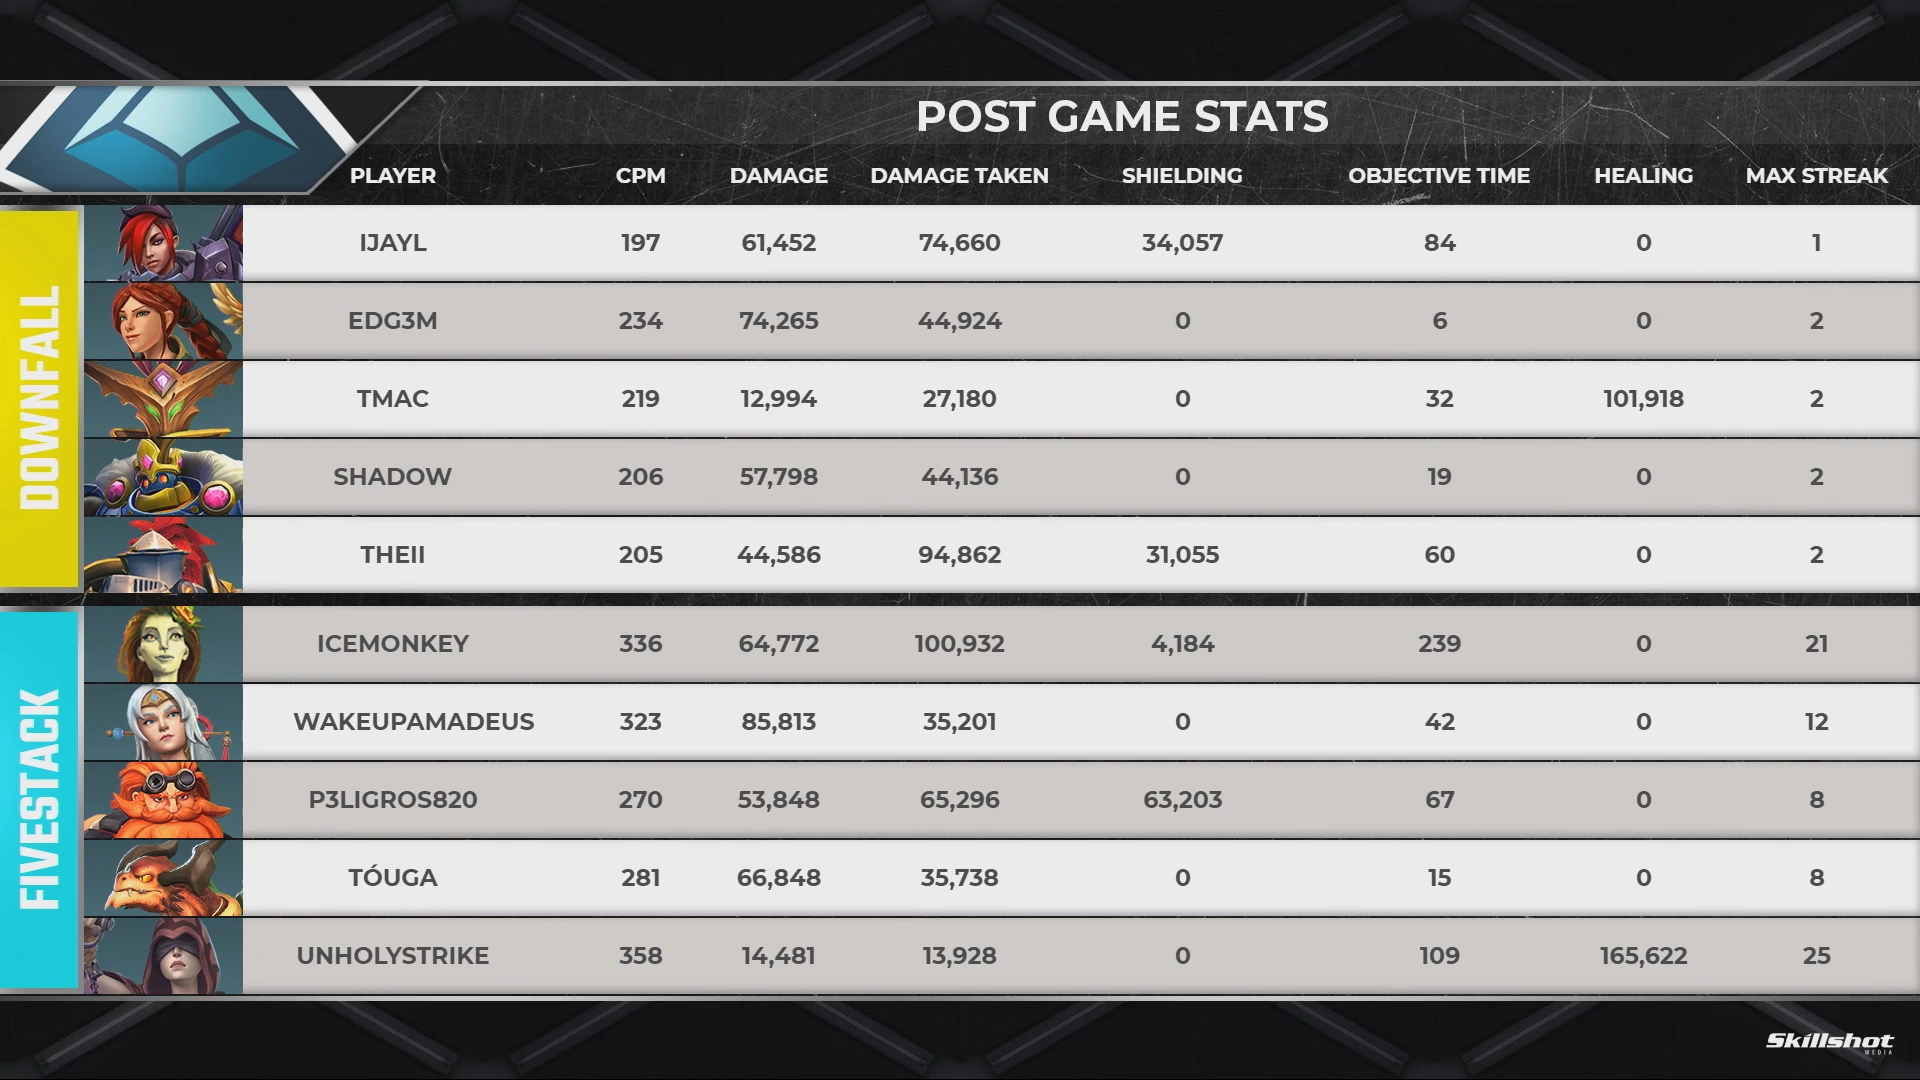 POST GAME STATS
PLAYER CPM DAMAGE DAMAGE TAKEN SHIELDING OBJECTIVE TIME HEALING MAX STREAK
DOWNFALL
IJAYL 197 61,452 74,660 34,057 84 0 1
EDG3M 234 74,265 44,924 0 6 0 2
TMAC 219 12,994 27,180 0 32 101,918 2
SHADOW 206 57,798 44,136 0 19 0 2
THEII 205 44,586 94,862 31,055 60 0 2
FIVESTACK
ICEMONKEY 336 64,772 100,932 4,184 239 0 21
WAKEUPAMADEUS 323 85,813 35,201 0 42 0 12
P3LIGROS820 270 53,848 65,296 63,203 67 0 8
TÓUGA 281 66,848 35,738 0 15 0 8
UNHOLYSTRIKE 358 14,481 13,928 0 109 165,622 25
Skillshot
MEDIA